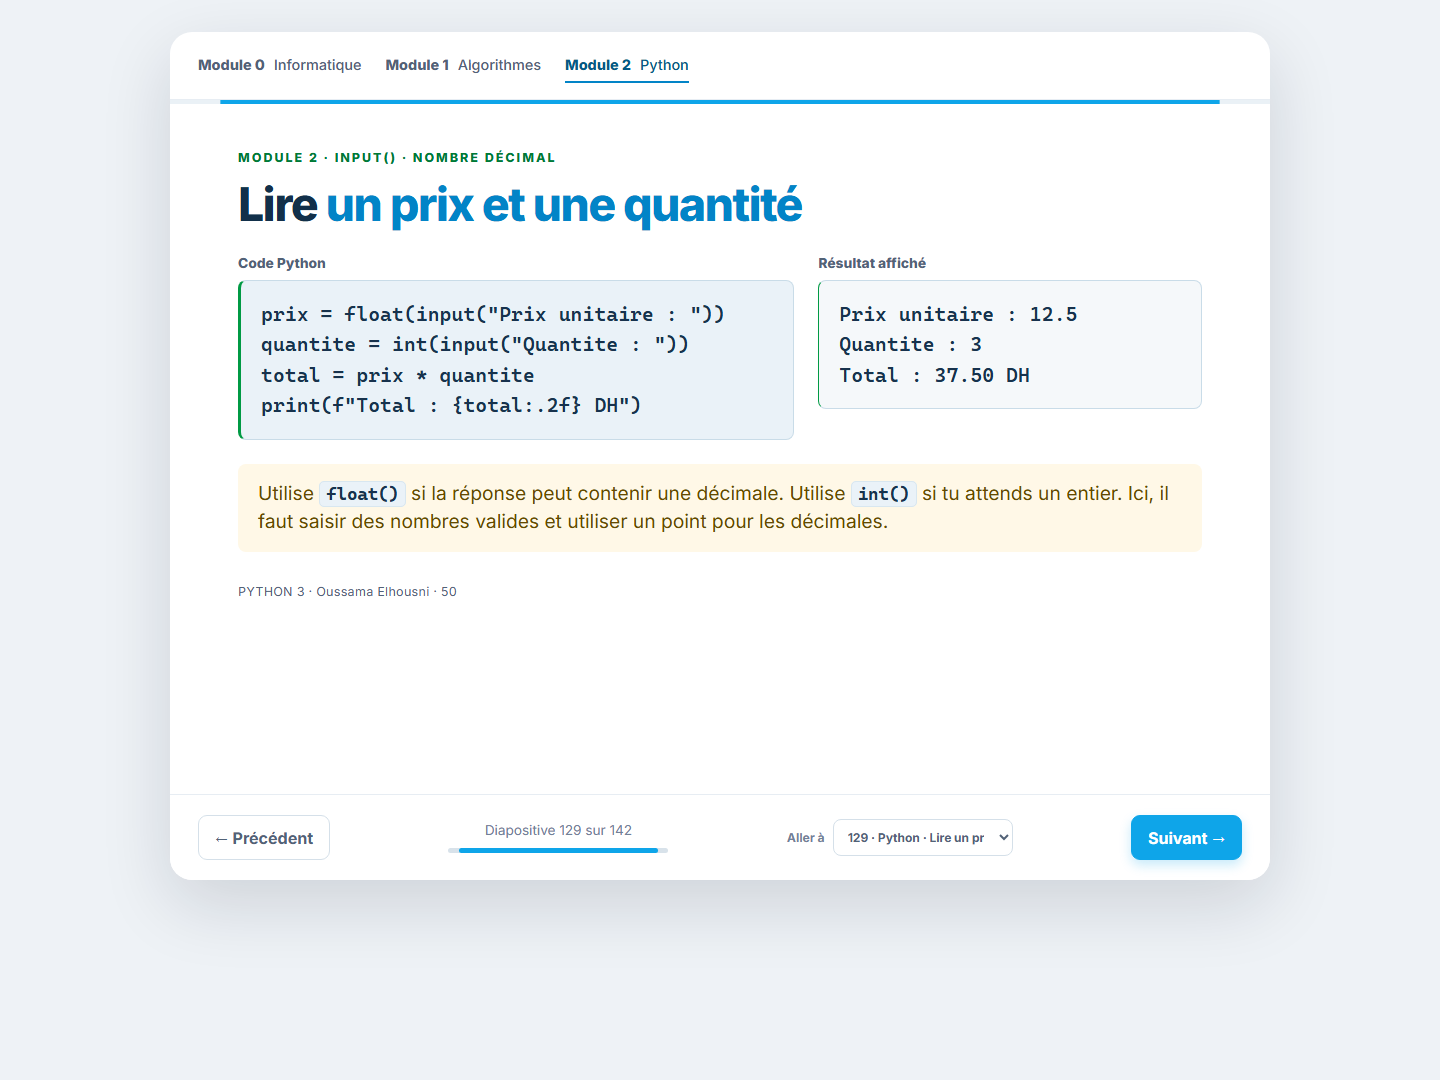 Module 0 Informatique Module 1 Algorithmes Module 2 Python
MODULE 2 · INPUT() · NOMBRE DÉCIMAL
Lire un prix et une quantité
Code Python
prix = float(input("Prix unitaire : "))
quantite = int(input("Quantite : "))
total = prix * quantite
print(f"Total : {total:.2f} DH")
Résultat affiché
Prix unitaire : 12.5
Quantite : 3
Total : 37.50 DH
Utilise float() si la réponse peut contenir une décimale. Utilise int() si tu attends un entier. Ici, il
faut saisir des nombres valides et utiliser un point pour les décimales.
PYTHON 3 · Oussama Elhousni · 50
← Précédent
Diapositive 129 sur 142
Aller à 129 · Python · Lire un pr
Suivant →